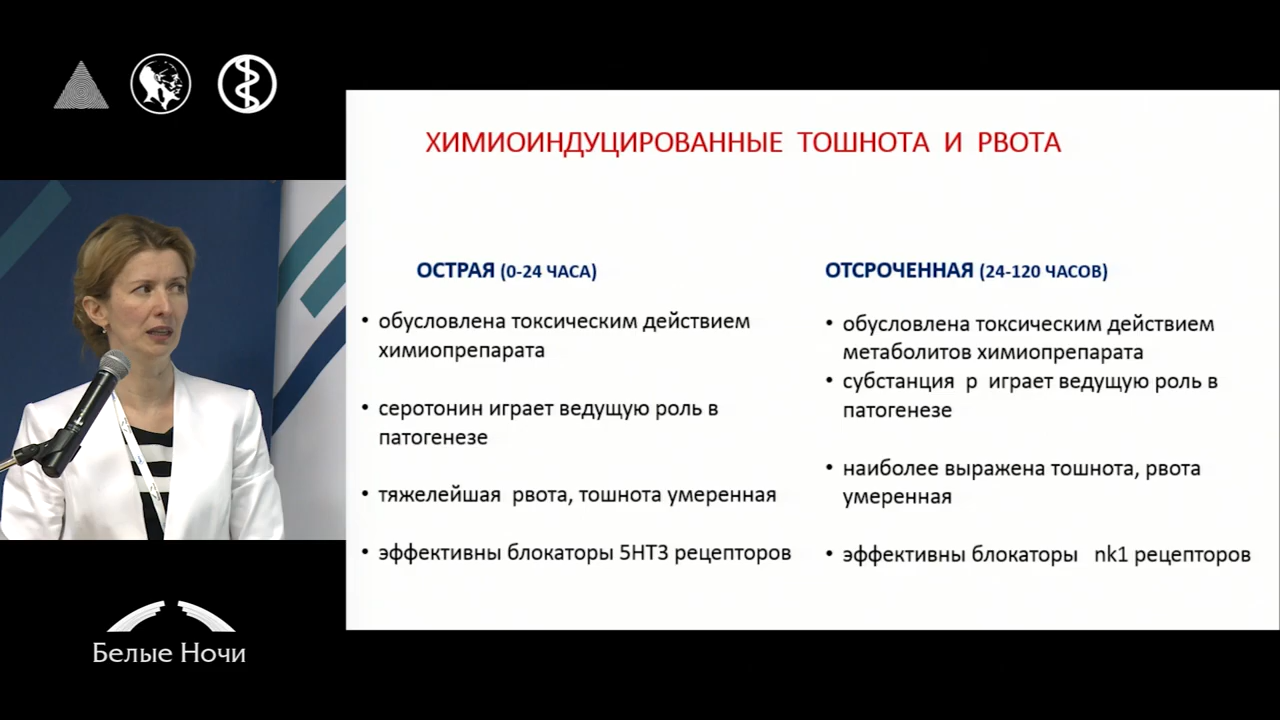 ХИМИОИНДУЦИРОВАННЫЕ ТОШНОТА И РВОТА
ОСТРАЯ (0-24 ЧАСА)
• обусловлена токсическим действием
химиопрепарата
• серотонин играет ведущую роль в
патогенезе
• тяжелейшая рвота, тошнота умеренная
• эффективны блокаторы 5HT3 рецепторов
ОТСРОЧЕННАЯ (24-120 ЧАСОВ)
• обусловлена токсическим действием
метаболитов химиопрепарата
• субстанция р играет ведущую роль в
патогенезе
• наиболее выражена тошнота, рвота
умеренная
• эффективны блокаторы nk1 рецепторов
Белые Ночи